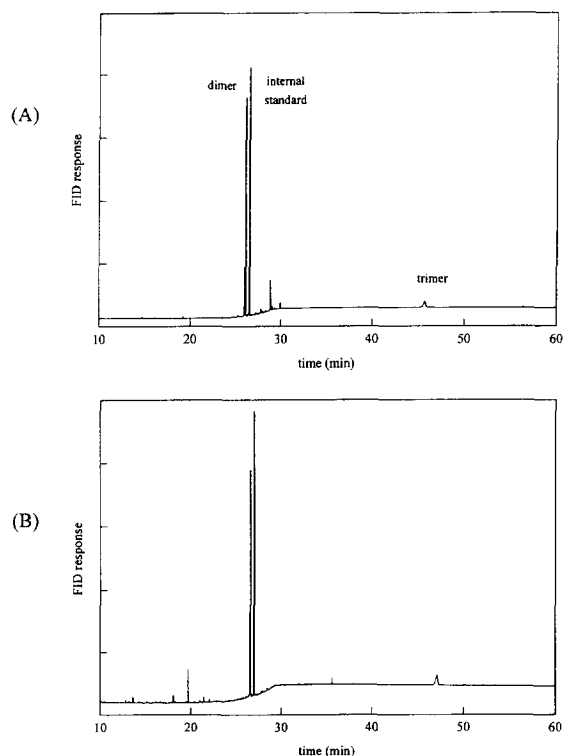 (A)
FID response
dimer
internal
standard
trimer
10 20 30 40 50 60
time (min)
(B)
FID response
10 20 30 40 50 60
time (min)